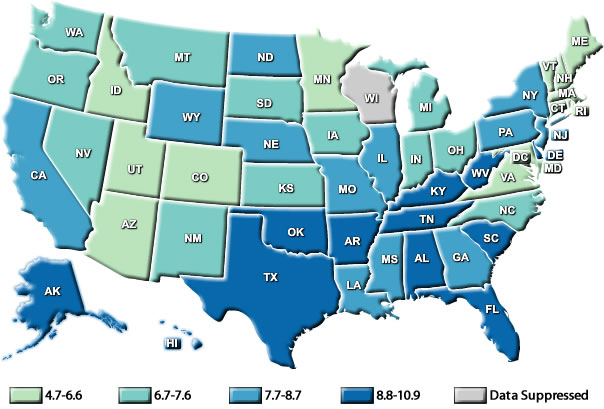 WA
MT
ND
MN
ME
VT
NH
OR
ID
SD
WI
MI
NY
MA
CT
RI
WY
IA
PA
NJ
NV
NE
IL
IN
OH
DE
DC
MD
CA
UT
CO
KS
MO
KY
WV
VA
AZ
NM
OK
AR
TN
NC
SC
TX
LA
MS
AL
GA
FL
AK
HI
4.7-6.6 6.7-7.6 7.7-8.7 8.8-10.9 Data Suppressed